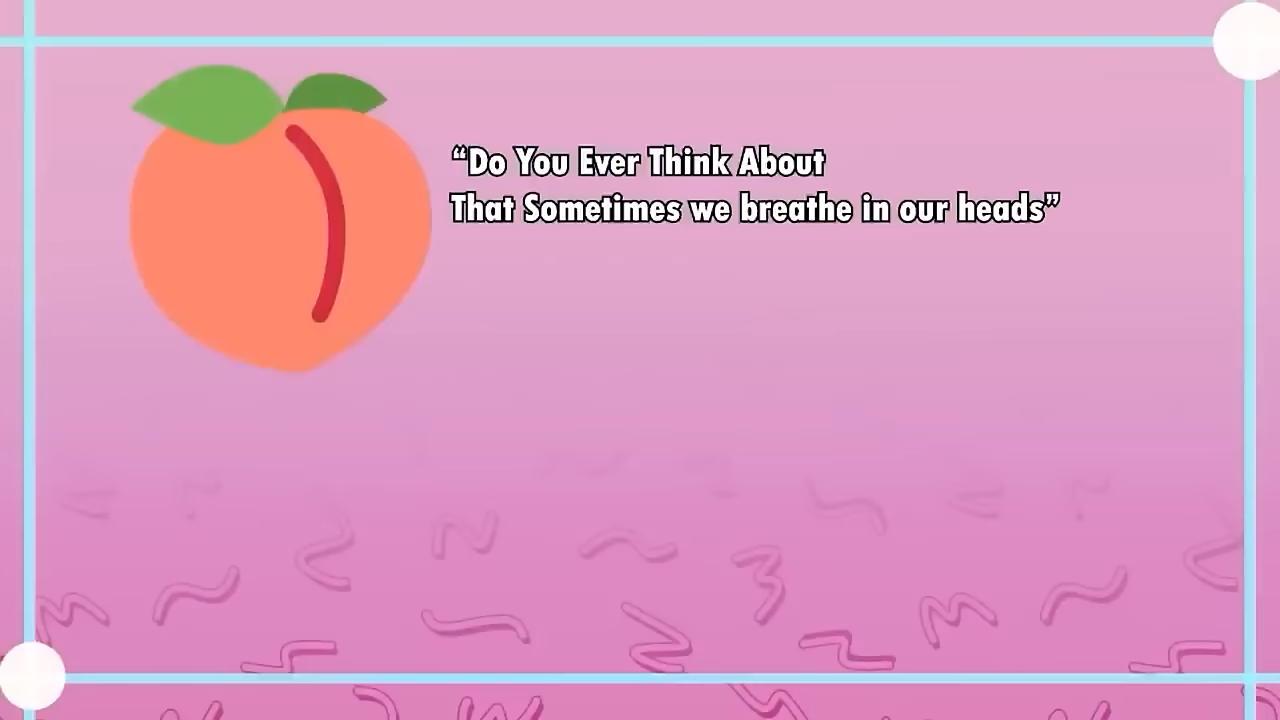 “Do You Ever Think About
That Sometimes we breathe in our heads”